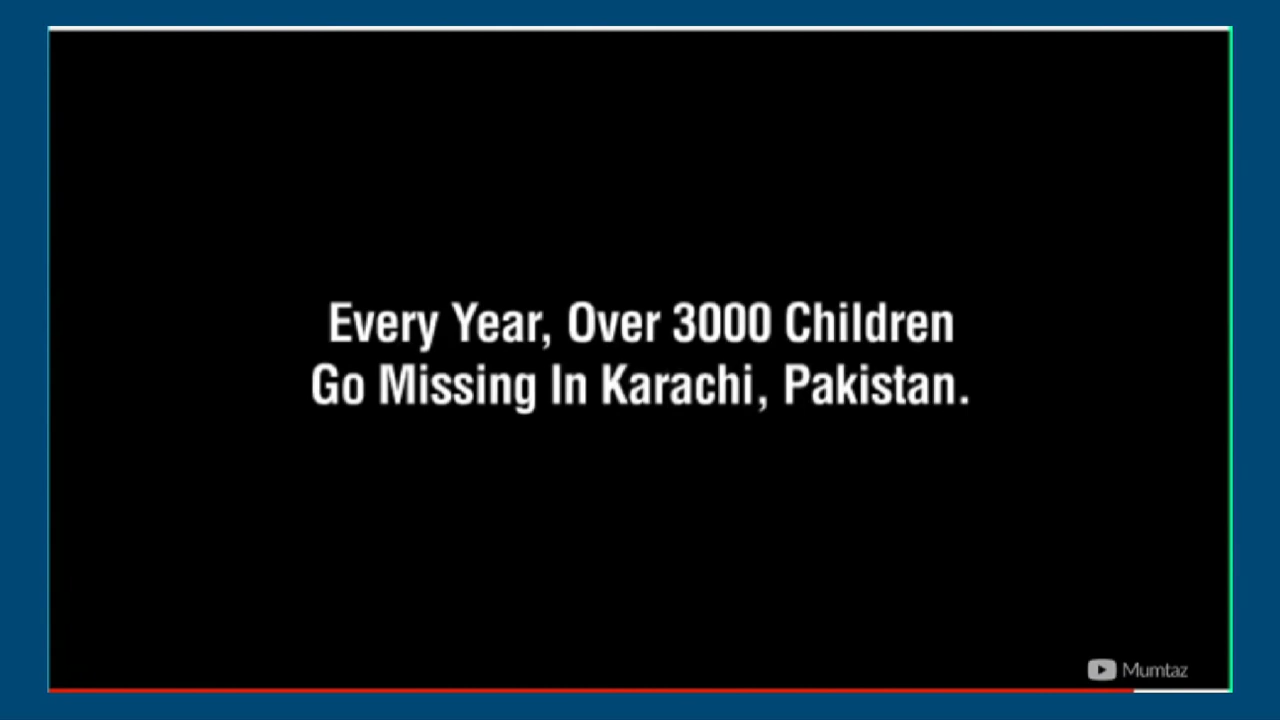 Every Year, Over 3000 Children
Go Missing In Karachi, Pakistan.
Mumtaz